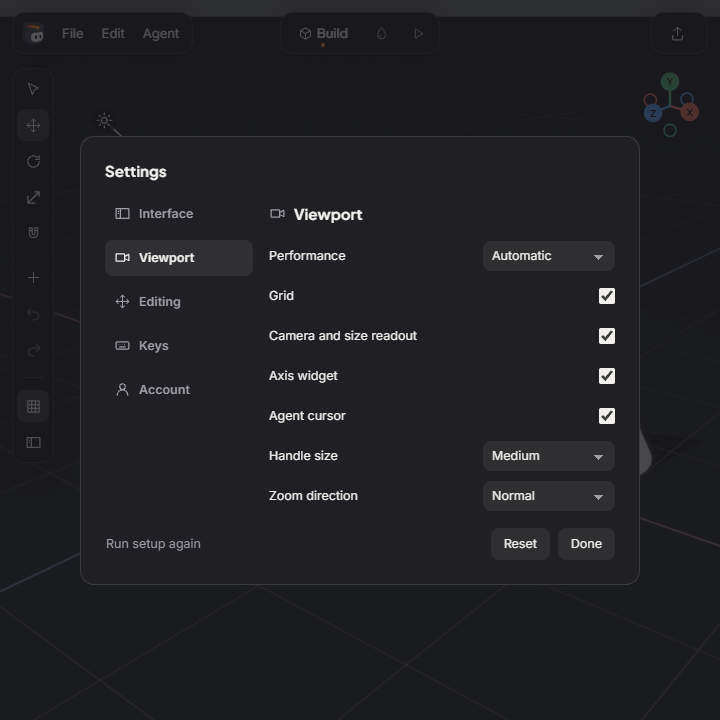 File Edit Agent
Build
Y
Z
X
Settings
Interface
Viewport
Editing
Keys
Account
Viewport
Performance Automatic
Grid
Camera and size readout
Axis widget
Agent cursor
Handle size Medium
Zoom direction Normal
Run setup again Reset Done